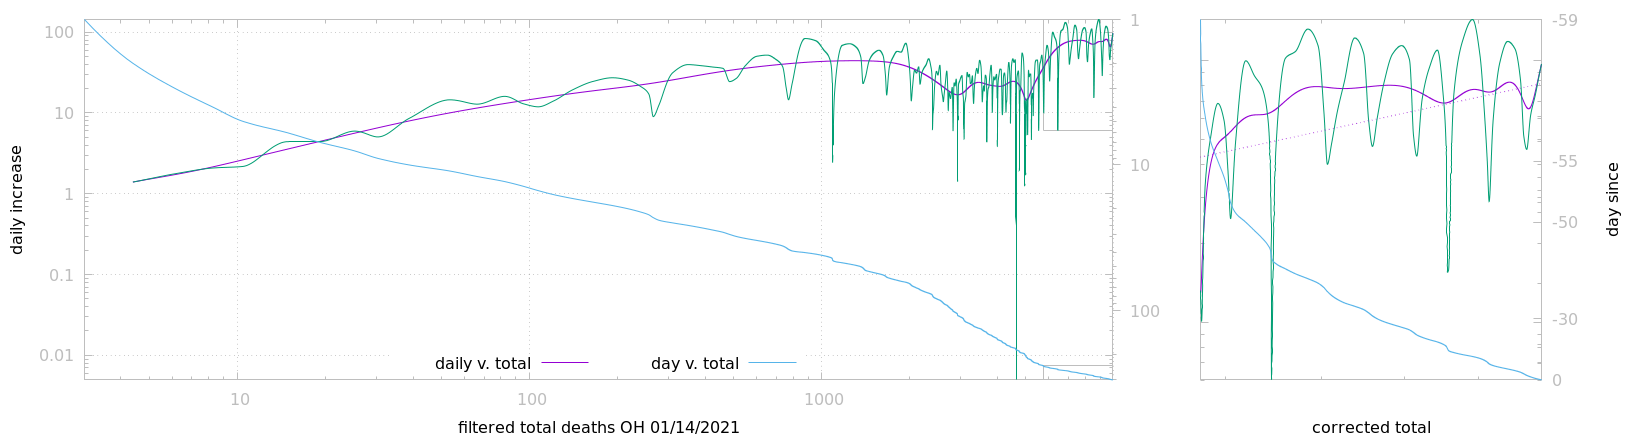 daily increase
100
10
1
0.1
0.01
10
100
1000
1
10
100
daily v. total
day v. total
filtered total deaths OH 01/14/2021
-59
-55
-50
-30
0
day since
corrected total